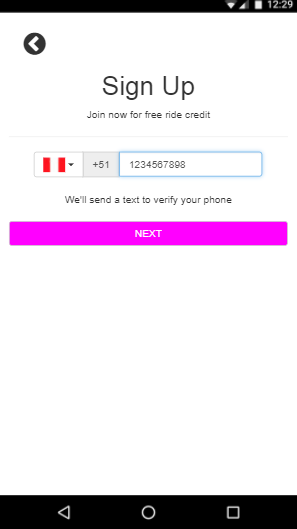 12:29
Sign Up
Join now for free ride credit
+51 1234567898
We'll send a text to verify your phone
NEXT